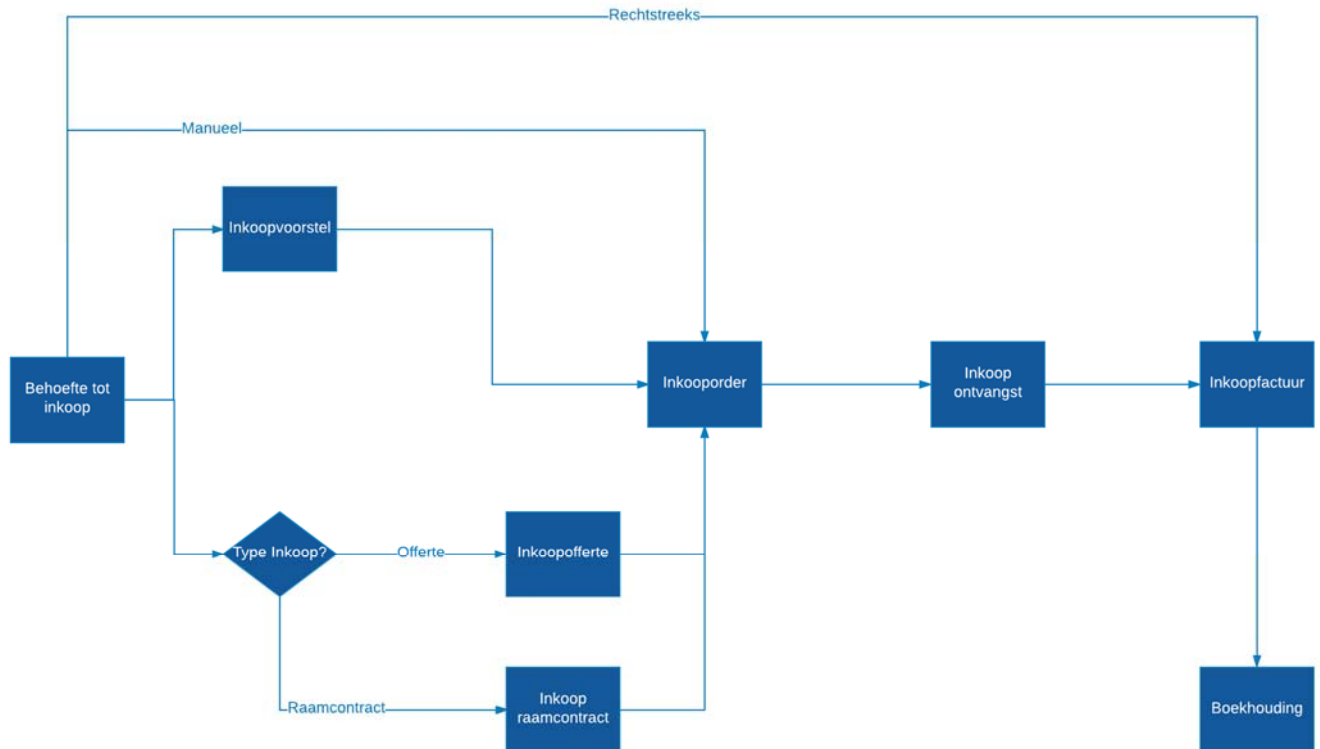 Rechtstreeks
Manueel
Inkoopvoorstel
Behoefte tot
inkoop
Inkooporder
Inkoop
ontvangst
Inkoopfactuur
Type Inkoop?
Offerte
Inkoopofferte
Raamcontract
Inkoop
raamcontract
Boekhouding